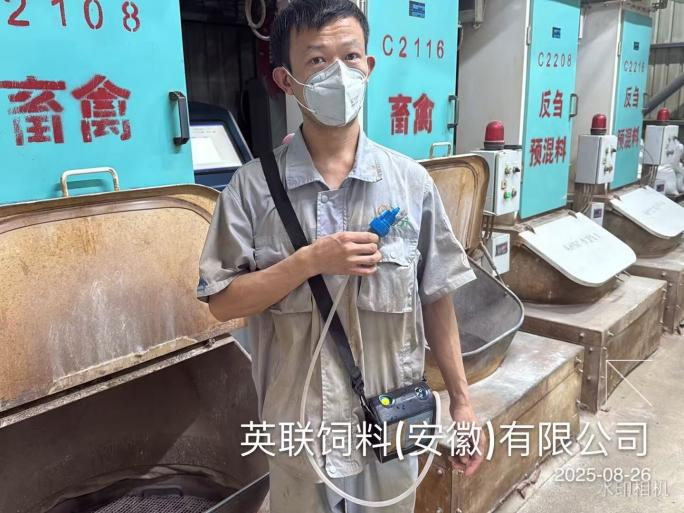 C2108
畜禽
C2116
畜禽
C2208
反刍
预混料
C2216
反刍
预混料
英联饲料(安徽)有限公司
2025-08-26
水印相机